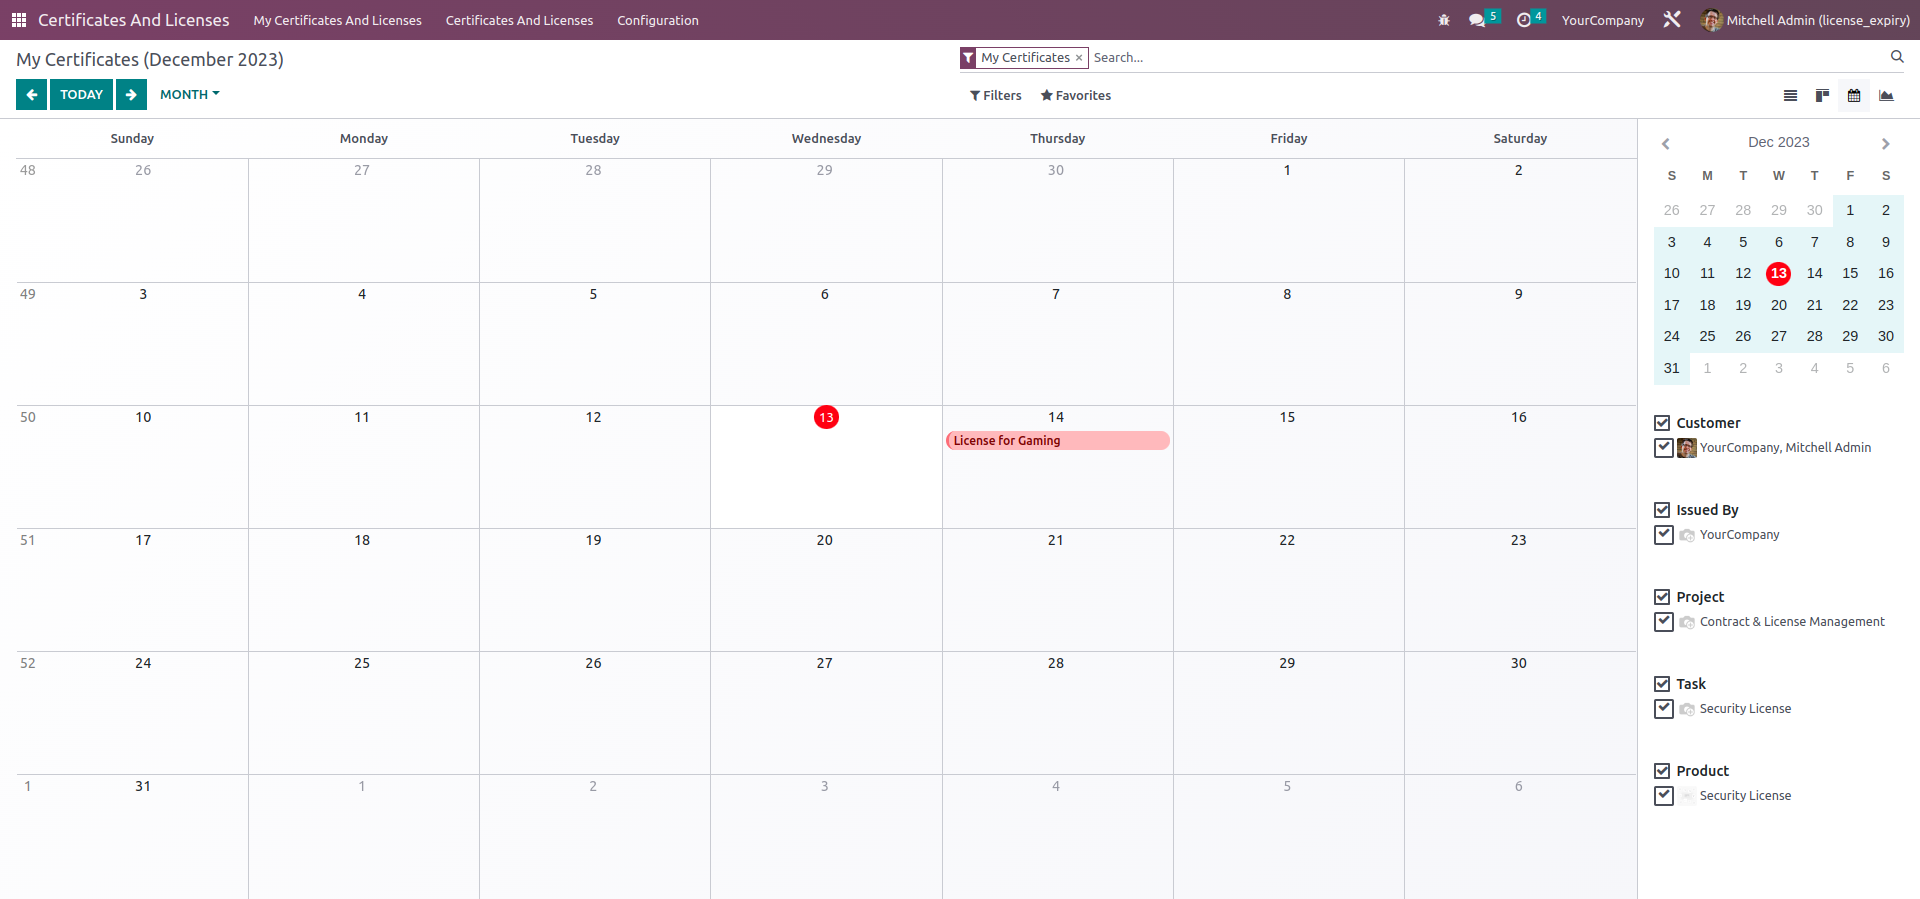 Certificates And Licenses My Certificates And Licenses Certificates And Licenses Configuration 5 4 YourCompany Mitchell Admin (license_expiry)
My Certificates (December 2023)
My Certificates × Search...
TODAY MONTH
Filters Favorites
Sunday Monday Tuesday Wednesday Thursday Friday Saturday
48 26 27 28 29 30 1 2
49 3 4 5 6 7 8 9
50 10 11 12 13 14 15 16
License for Gaming
51 17 18 19 20 21 22 23
52 24 25 26 27 28 29 30
1 31 1 2 3 4 5 6
Dec 2023
S M T W T F S
26 27 28 29 30 1 2
3 4 5 6 7 8 9
10 11 12 13 14 15 16
17 18 19 20 21 22 23
24 25 26 27 28 29 30
31 1 2 3 4 5 6
Customer
YourCompany, Mitchell Admin
Issued By
YourCompany
Project
Contract & License Management
Task
Security License
Product
Security License